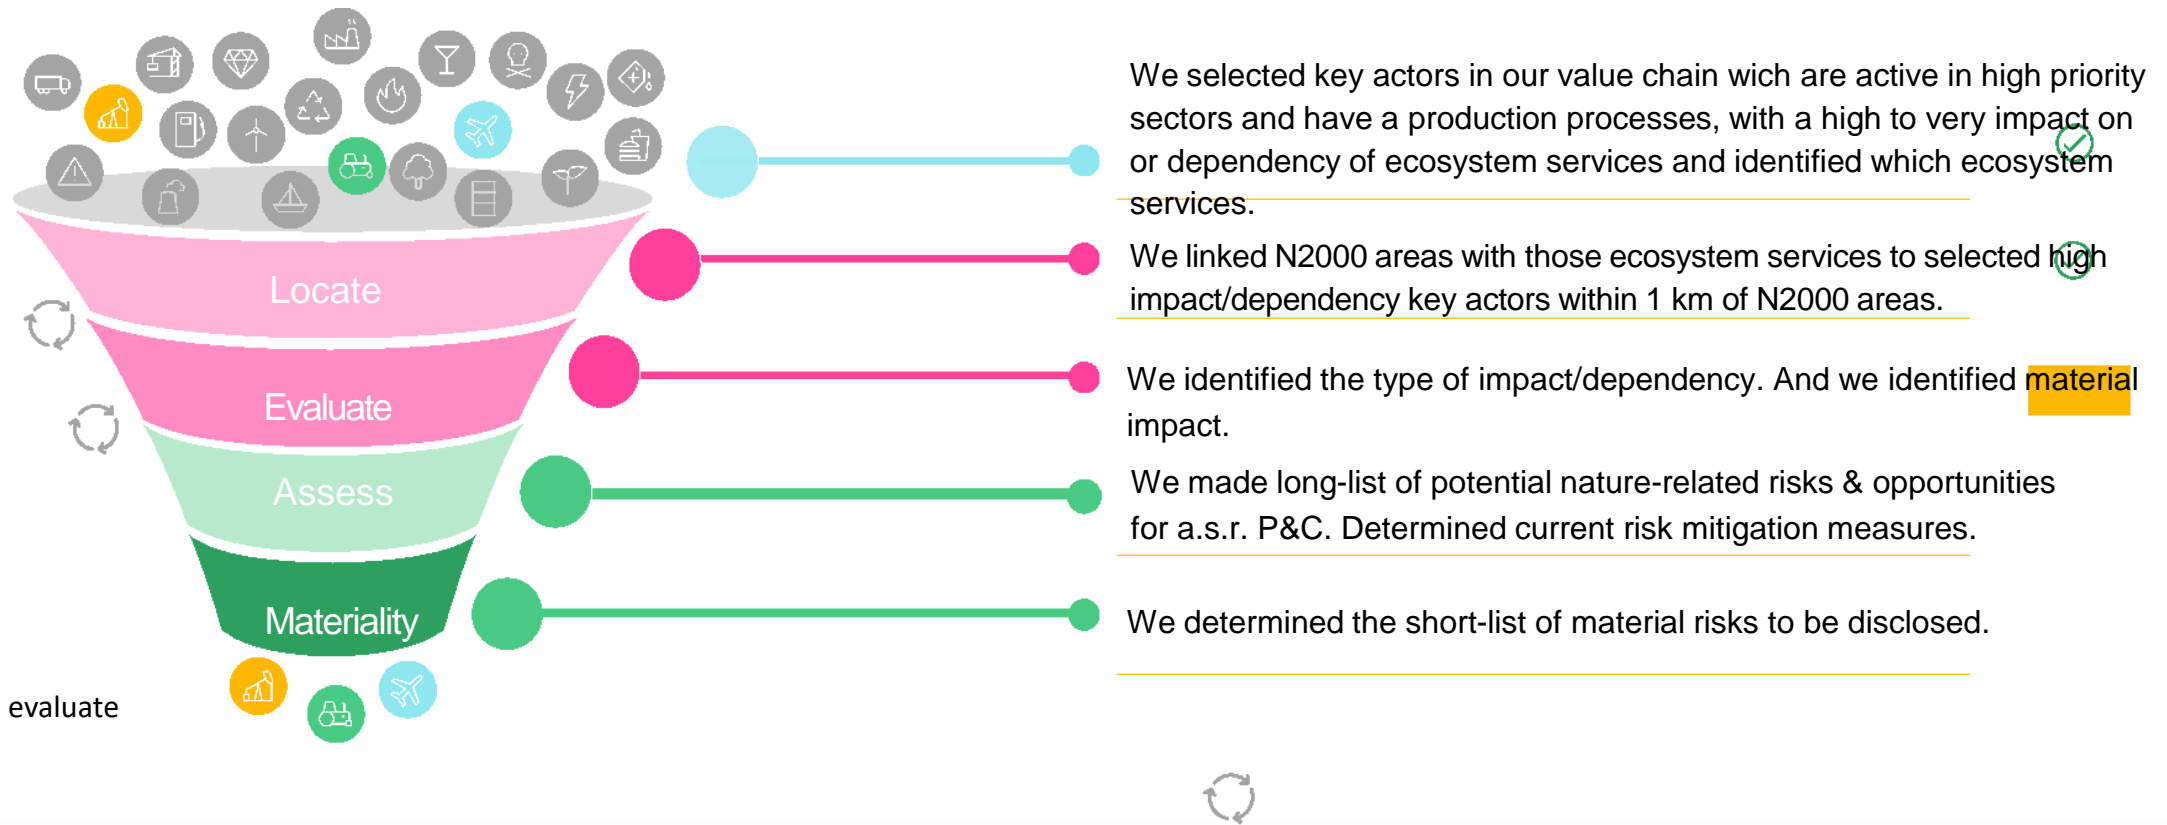 We selected key actors in our value chain wich are active in high priority
sectors and have a production processes, with a high to very impact on
or dependency of ecosystem services and identified which ecosystem
services.
Locate
We linked N2000 areas with those ecosystem services to selected high
impact/dependency key actors within 1 km of N2000 areas.
Evaluate
We identified the type of impact/dependency. And we identified material
impact.
Assess
We made long-list of potential nature-related risks & opportunities
for a.s.r. P&C. Determined current risk mitigation measures.
Materiality
We determined the short-list of material risks to be disclosed.
evaluate